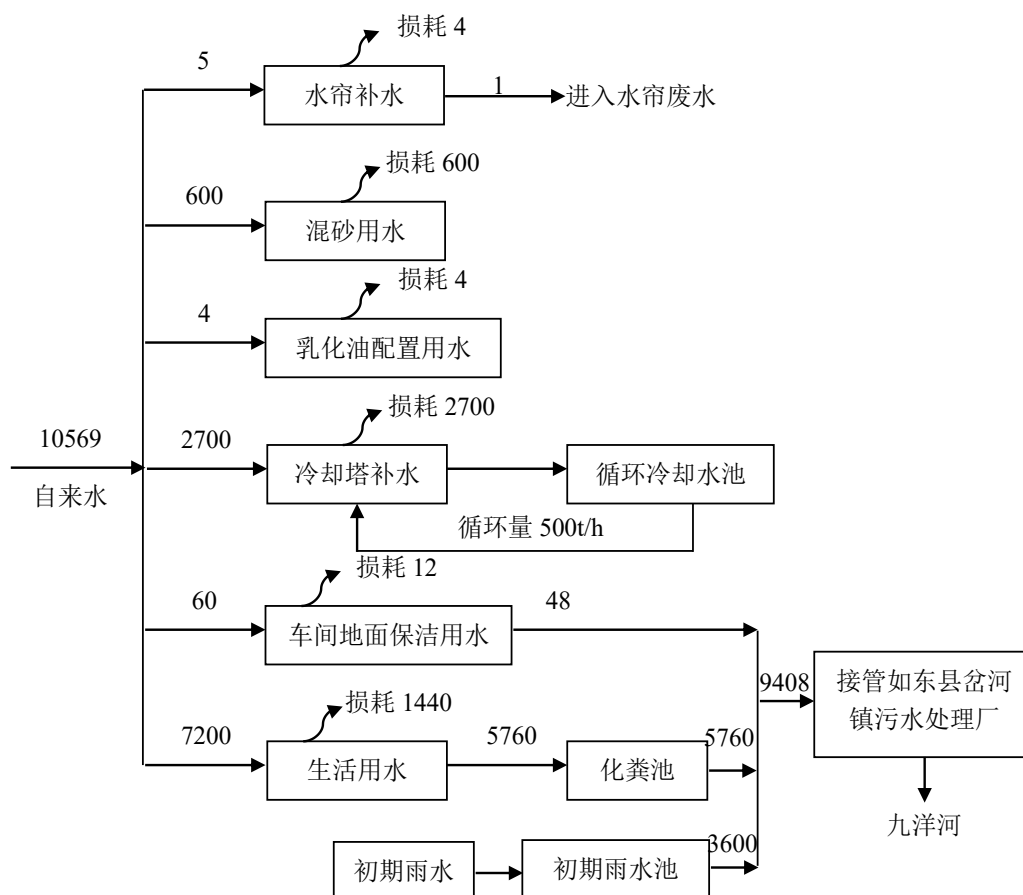 损耗 4
5
水帘补水
1
进入水帘废水
损耗 600
600
混砂用水
损耗 4
4
乳化油配置用水
损耗 2700
10569
自来水
2700
冷却塔补水
循环冷却水池
循环量 500t/h
损耗 12
60
车间地面保洁用水
48
9408
接管如东县岔河
镇污水处理厂
损耗 1440
7200
生活用水
5760
化粪池
5760
九洋河
初期雨水
初期雨水池
3600